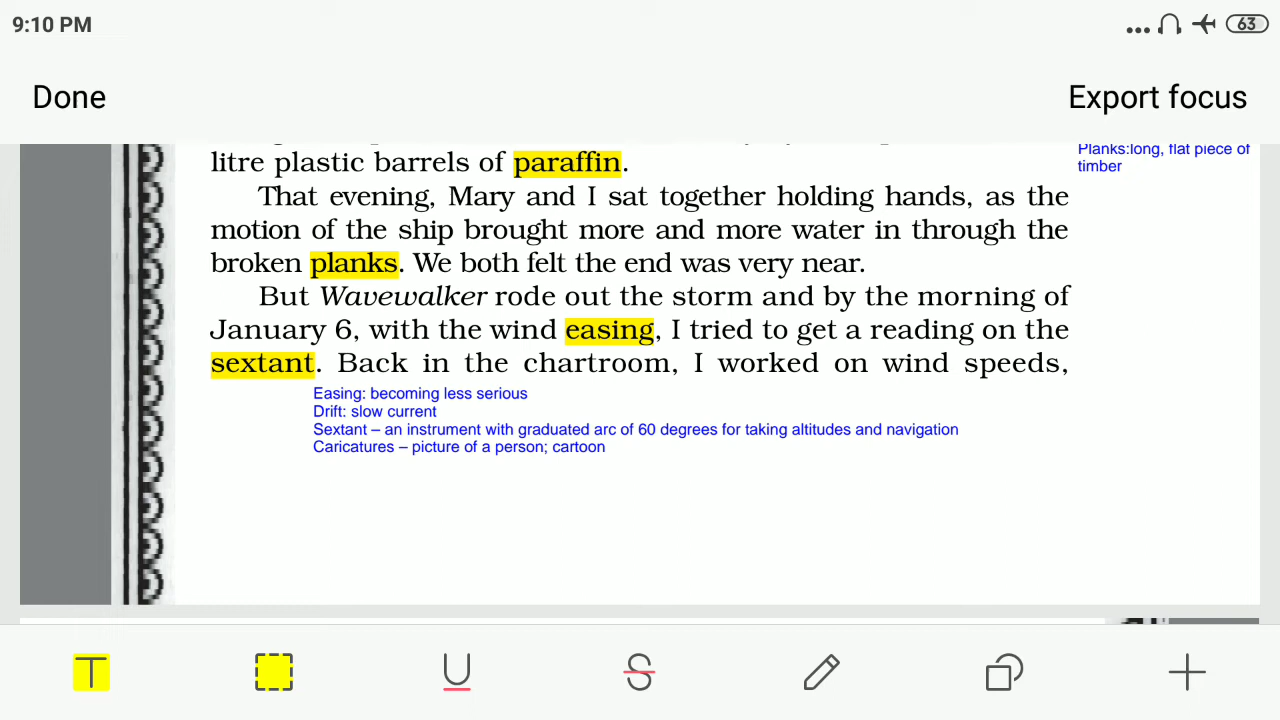 9:10 PM
63
Done
Export focus
litre plastic barrels of paraffin.
Planks:long, flat piece of
timber
That evening, Mary and I sat together holding hands, as the
motion of the ship brought more and more water in through the
broken planks. We both felt the end was very near.
But Wavewalker rode out the storm and by the morning of
January 6, with the wind easing, I tried to get a reading on the
sextant. Back in the chartroom, I worked on wind speeds,
Easing: becoming less serious
Drift: slow current
Sextant – an instrument with graduated arc of 60 degrees for taking altitudes and navigation
Caricatures – picture of a person; cartoon
T
U
S